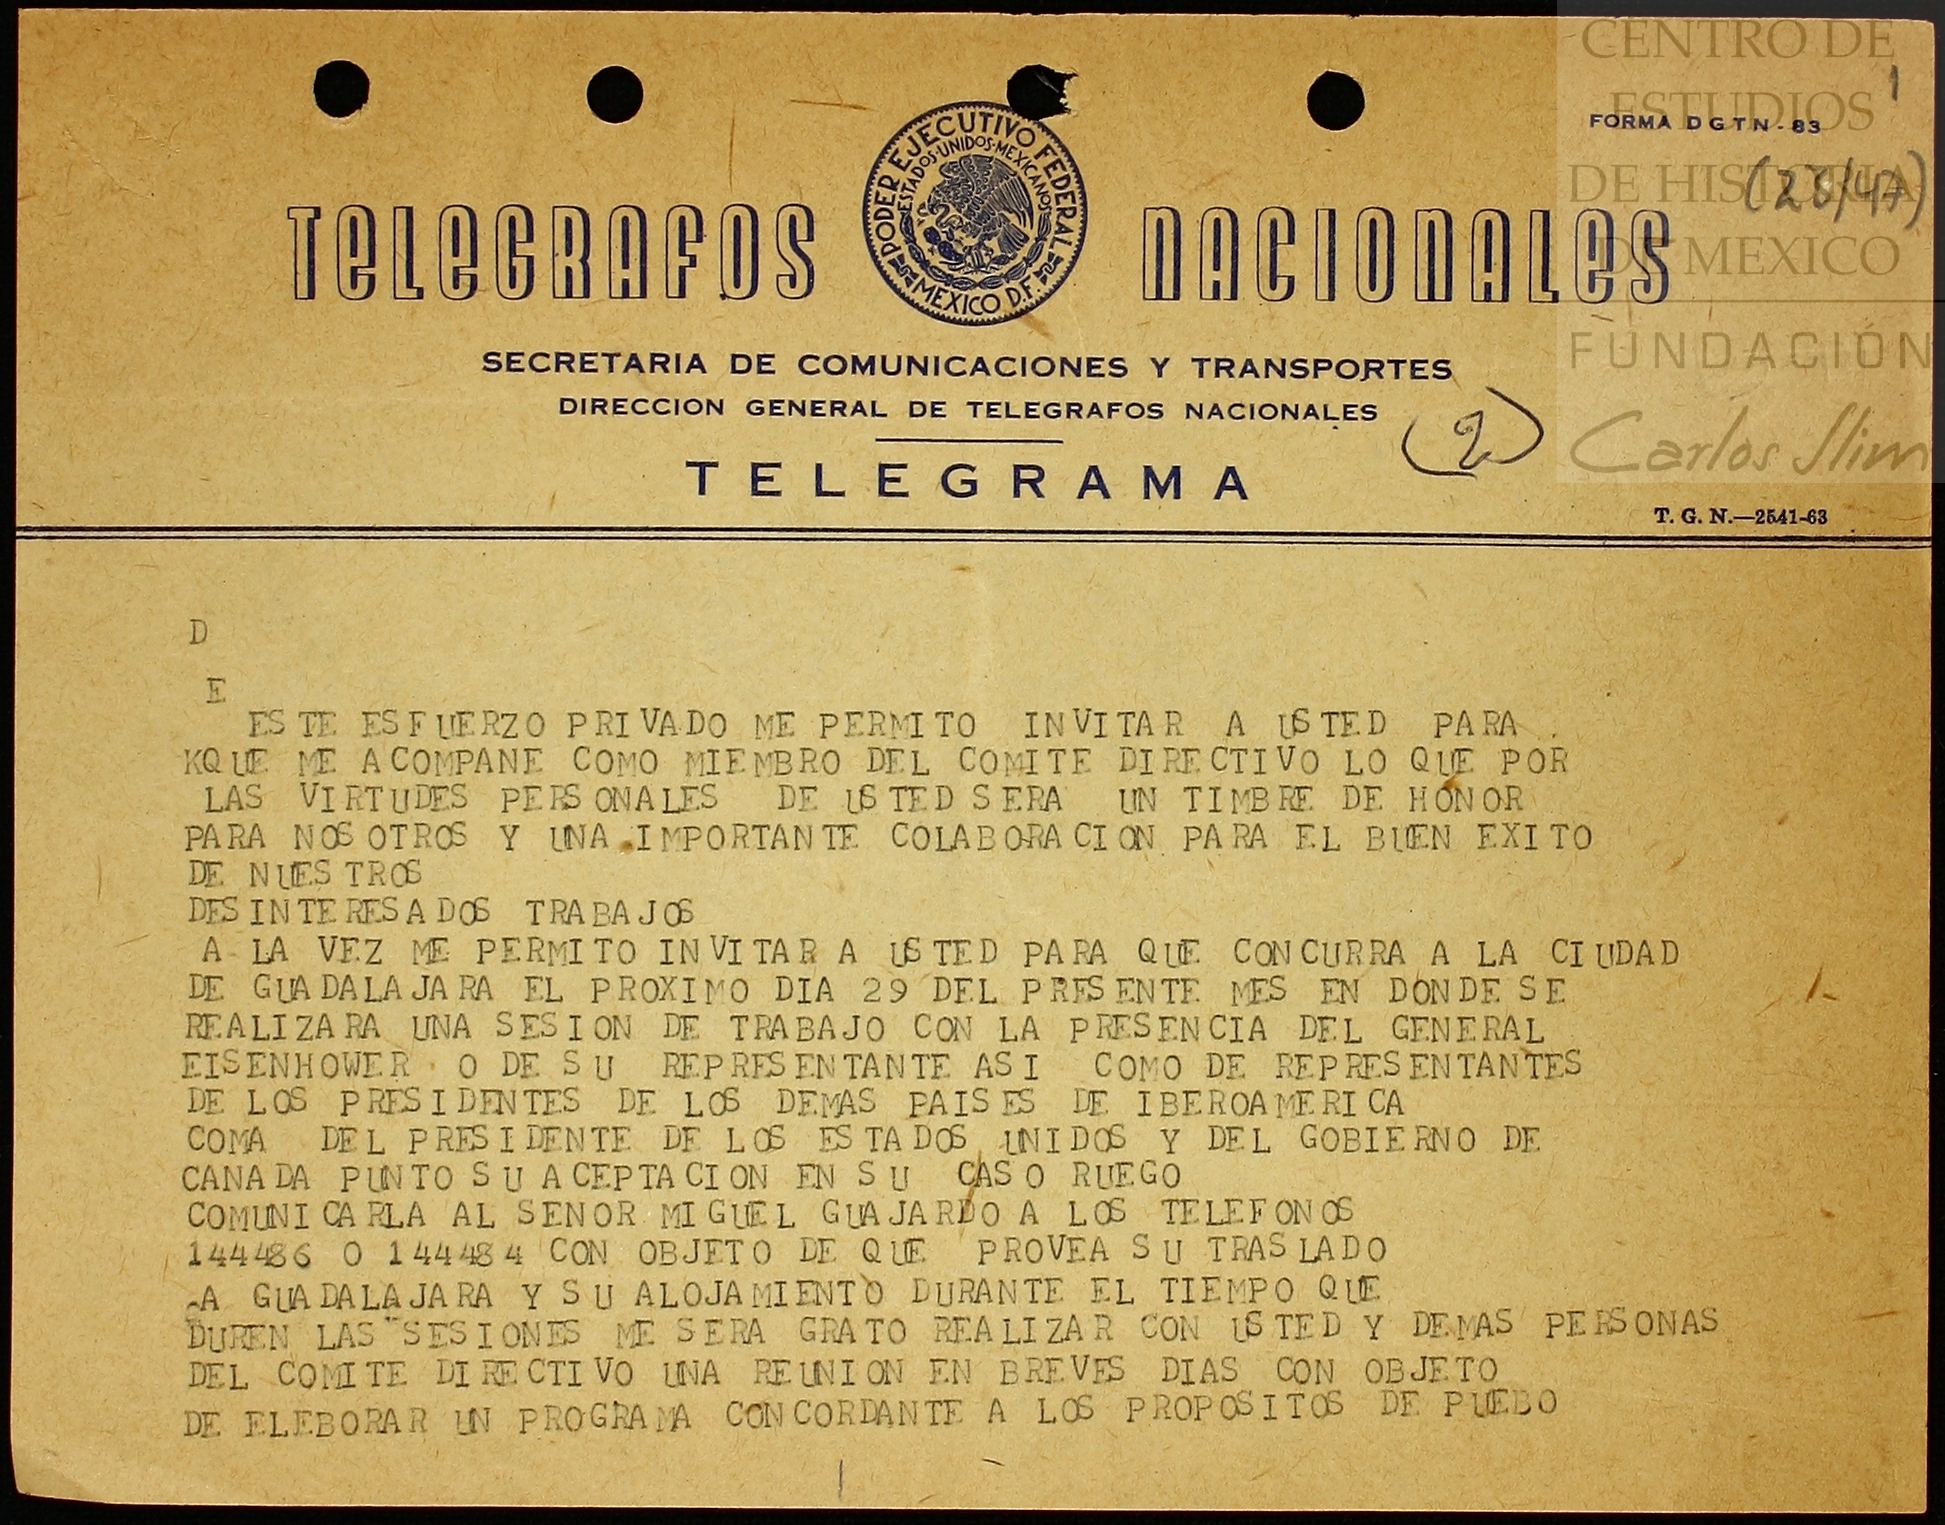 CENTRO DE
ESTUDIOS
DE HISTORIA
DE MEXICO
FUNDACIÓN
Carlos Slim
1
FORMA DGTN - 83
(28/47)
TELEGRAFOS NACIONALES
PODER EJECUTIVO FEDERAL
ESTADOS·UNIDOS·MEXICANOS
MEXICO D.F.
SECRETARIA DE COMUNICACIONES Y TRANSPORTES
DIRECCION GENERAL DE TELEGRAFOS NACIONALES
(2)
TELEGRAMA
T. G. N.—2541-63
D
E
ESTE ESFUERZO PRIVADO ME PERMITO INVITAR A USTED PARA
KQUE ME ACOMPANE COMO MIEMBRO DEL COMITE DIRECTIVO LO QUE POR
LAS VIRTUDES PERSONALES DE USTED SERA UN TIMBRE DE HONOR
PARA NOSOTROS Y UNA IMPORTANTE COLABORACION PARA EL BUEN EXITO
DE NUESTROS
DESINTERESADOS TRABAJOS
A LA VEZ ME PERMITO INVITAR A USTED PARA QUE CONCURRA A LA CIUDAD
DE GUADALAJARA EL PROXIMO DIA 29 DEL PRESENTE MES EN DONDE SE
REALIZARA UNA SESION DE TRABAJO CON LA PRESENCIA DEL GENERAL
EISENHOWER O DE SU REPRESENTANTE ASI COMO DE REPRESENTANTES
DE LOS PRESIDENTES DE LOS DEMAS PAISES DE IBEROAMERICA
COMA DEL PRESIDENTE DE LOS ESTADOS UNIDOS Y DEL GOBIERNO DE
CANADA PUNTO SU ACEPTACION EN SU CASO RUEGO
COMUNICARLA AL SENOR MIGUEL GUAJARDO A LOS TELEFONOS
144486 O 144484 CON OBJETO DE QUE PROVEA SU TRASLADO
A GUADALAJARA Y SU ALOJAMIENTO DURANTE EL TIEMPO QUE
DUREN LAS SESIONES ME SERA GRATO REALIZAR CON USTED Y DEMAS PERSONAS
DEL COMITE DIRECTIVO UNA REUNION EN BREVES DIAS CON OBJETO
DE ELEBORAR UN PROGRAMA CONCORDANTE A LOS PROPOSITOS DE PUEBO